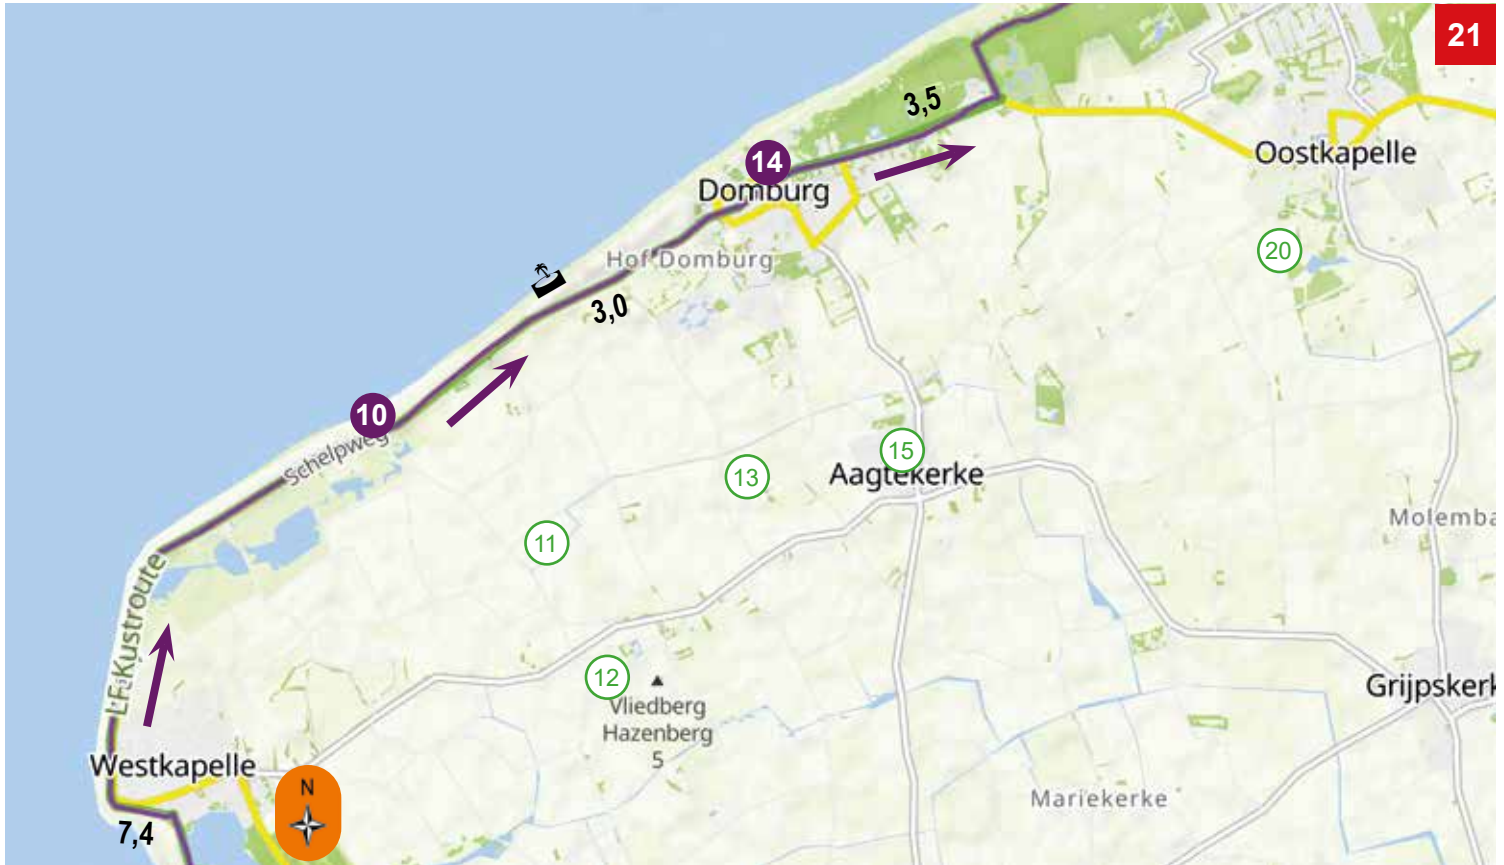 21
3,5
14
Domburg
Oostkapelle
20
Hof Domburg
3,0
10
Schelpweg
15
13
Aagtekerke
11
Molemba
LF Kustroute
12
Vliedberg
Hazenberg
5
Grijpskerk
Westkapelle
N
Mariekerke
7,4